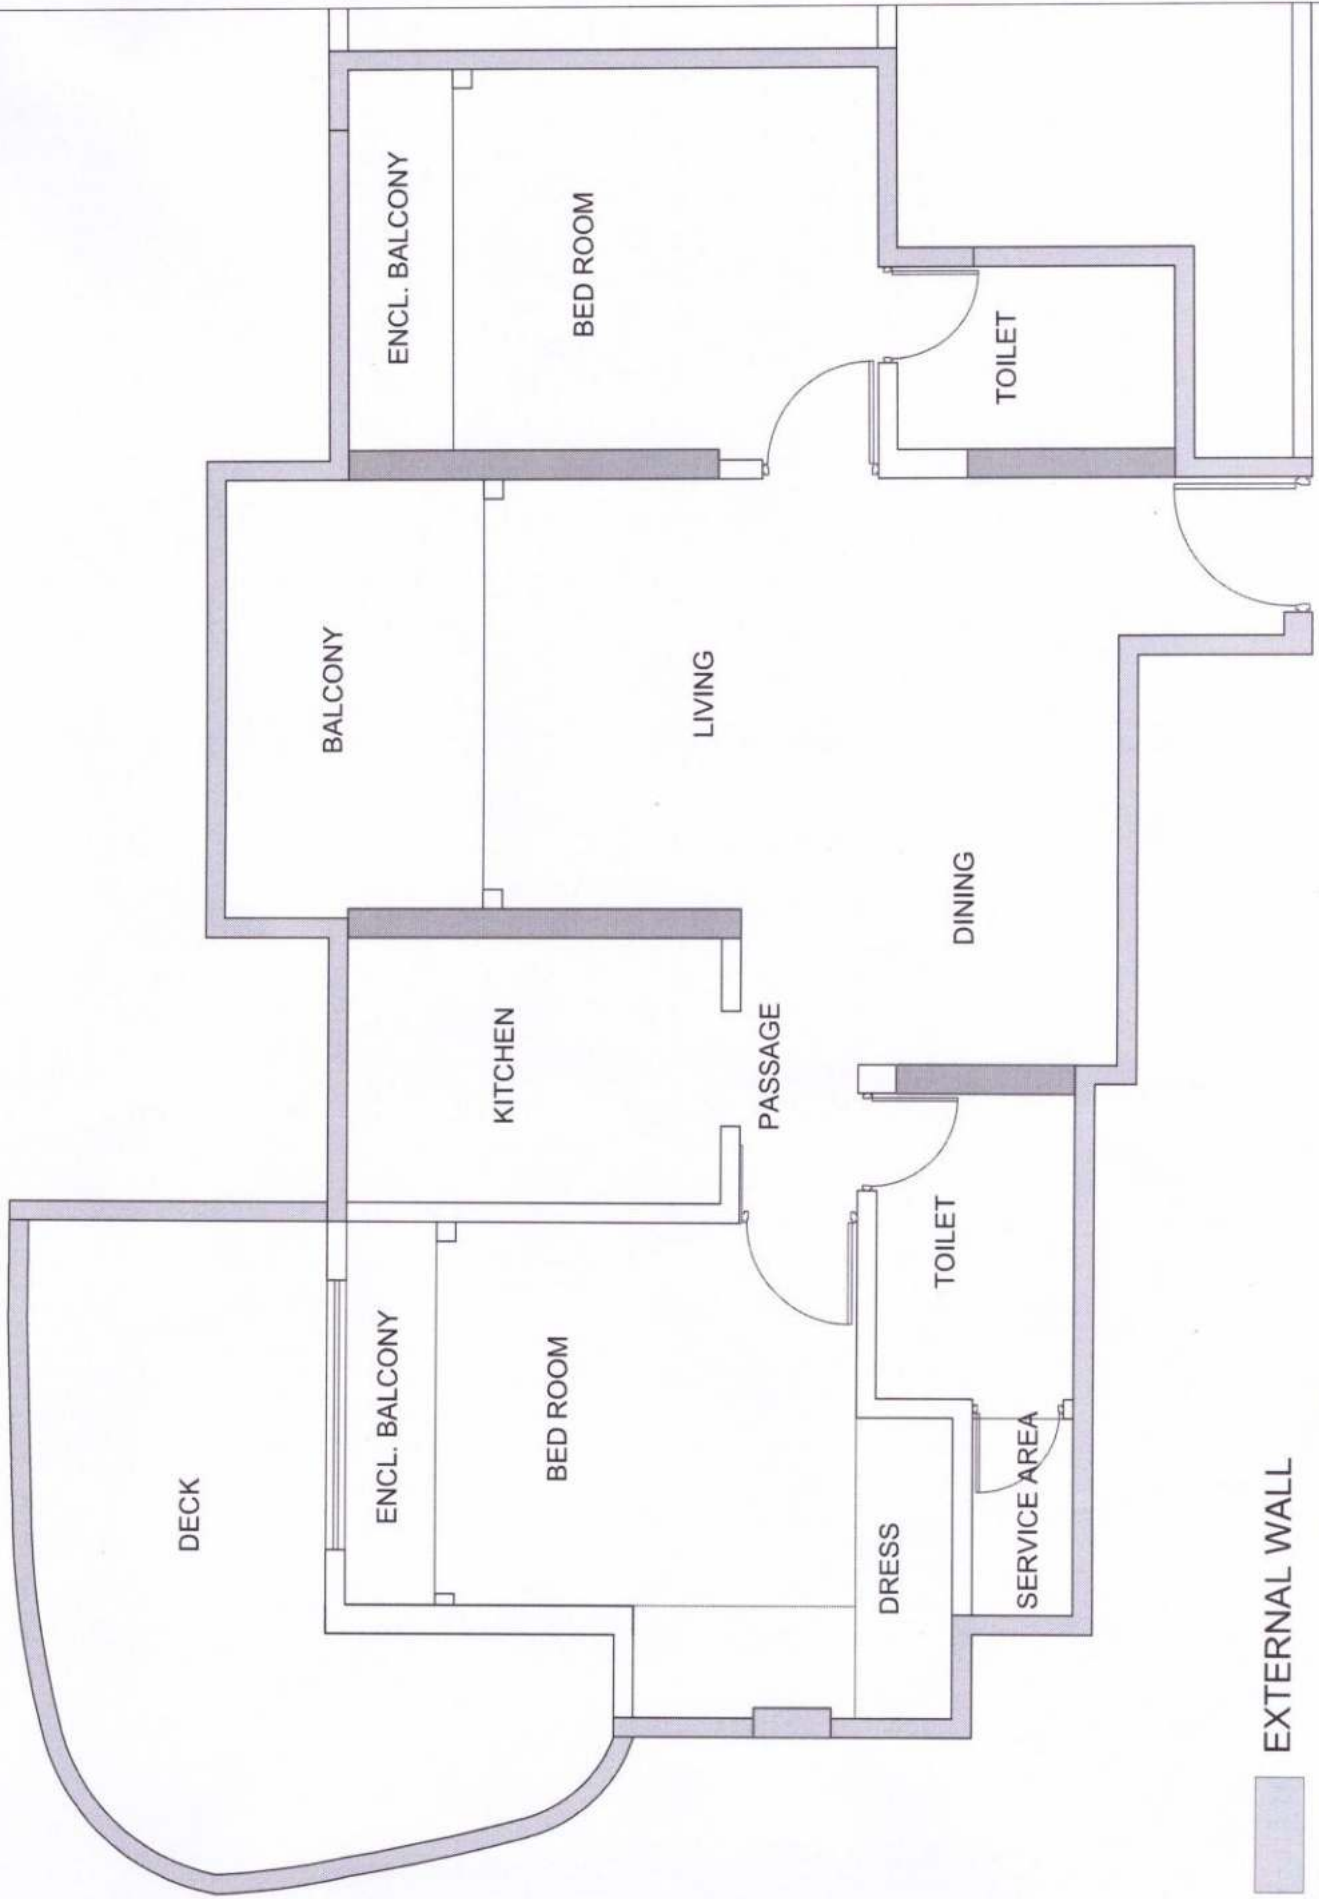 DECK
BALCONY
ENCL. BALCONY
ENCL. BALCONY
KITCHEN
BED ROOM
BED ROOM
LIVING
PASSAGE
DRESS
TOILET
DINING
TOILET
SERVICE AREA
EXTERNAL WALL